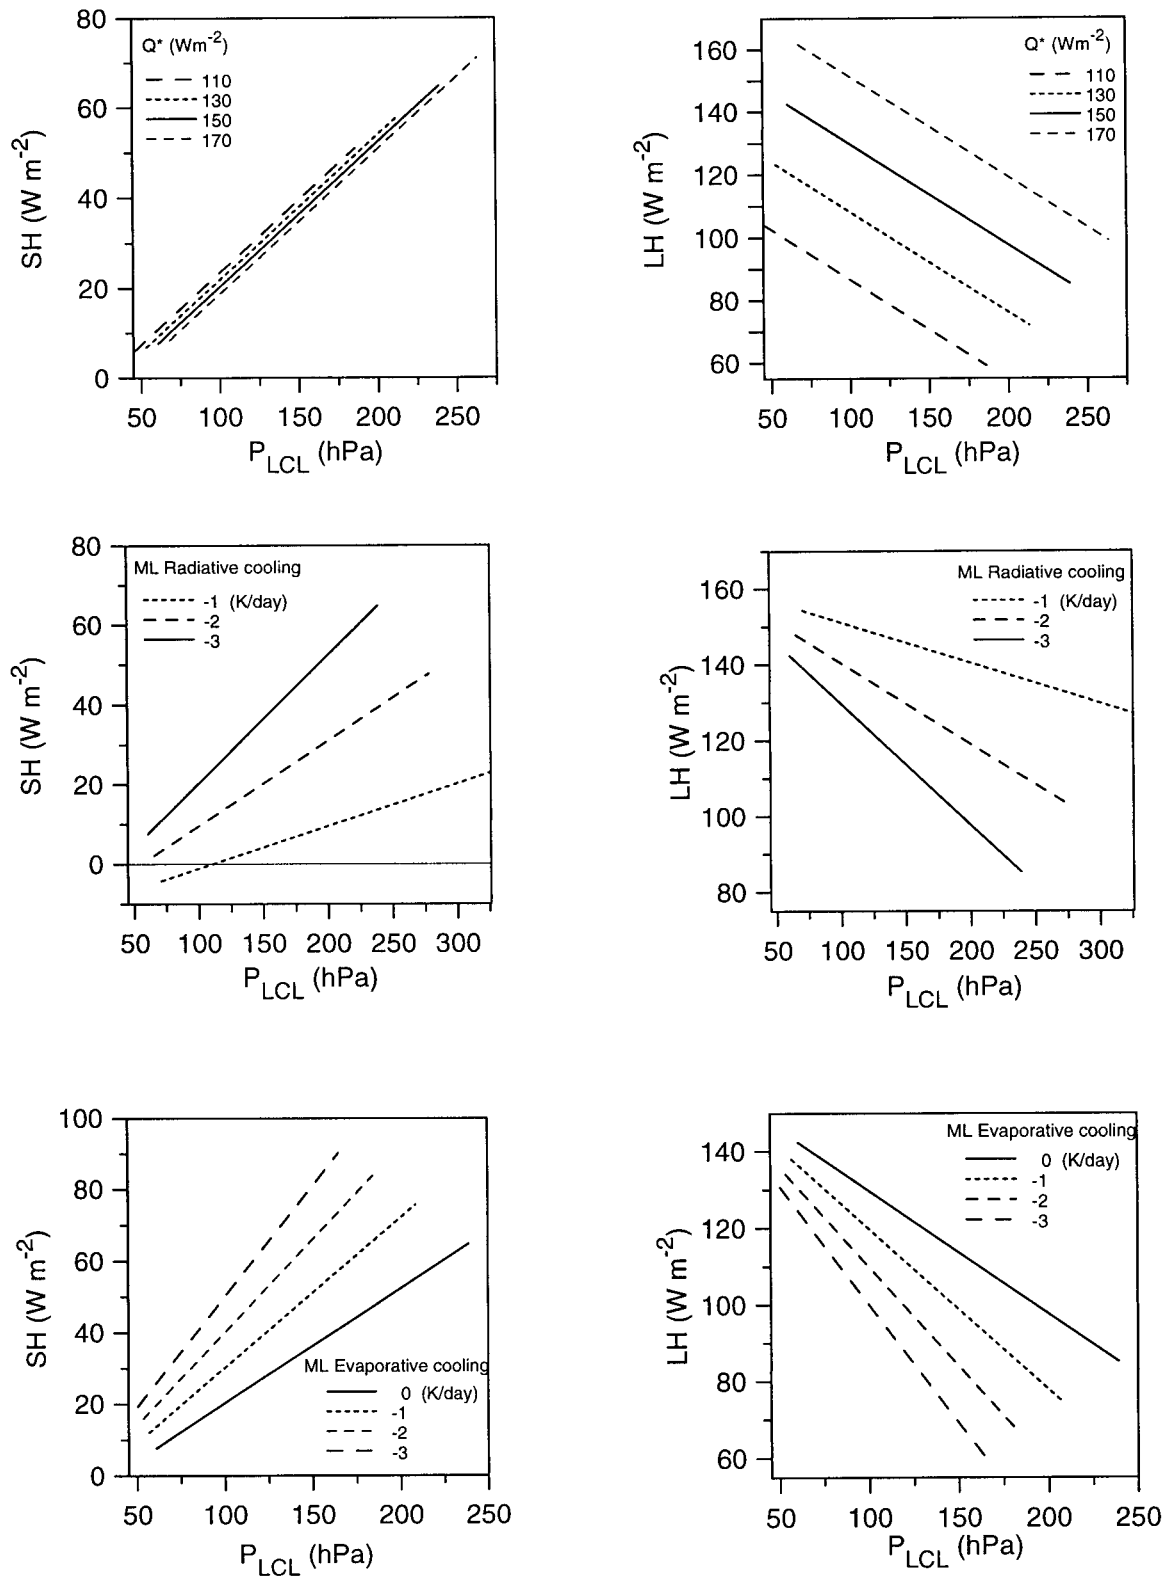 80
60
40
20
0
SH (W m-2)
Q* (Wm-2)
110
130
150
170
50 100 150 200 250
PLCL (hPa)
160
140
120
100
80
60
LH (W m-2)
Q* (Wm-2)
110
130
150
170
50 100 150 200 250
PLCL (hPa)
80
60
40
20
0
SH (W m-2)
ML Radiative cooling
-1 (K/day)
-2
-3
50 100 150 200 250 300
PLCL (hPa)
160
140
120
100
80
LH (W m-2)
ML Radiative cooling
-1 (K/day)
-2
-3
50 100 150 200 250 300
PLCL (hPa)
100
80
60
40
20
0
SH (W m-2)
ML Evaporative cooling
0 (K/day)
-1
-2
-3
50 100 150 200 250
PLCL (hPa)
140
120
100
80
60
LH (W m-2)
ML Evaporative cooling
0 (K/day)
-1
-2
-3
50 100 150 200 250
PLCL (hPa)